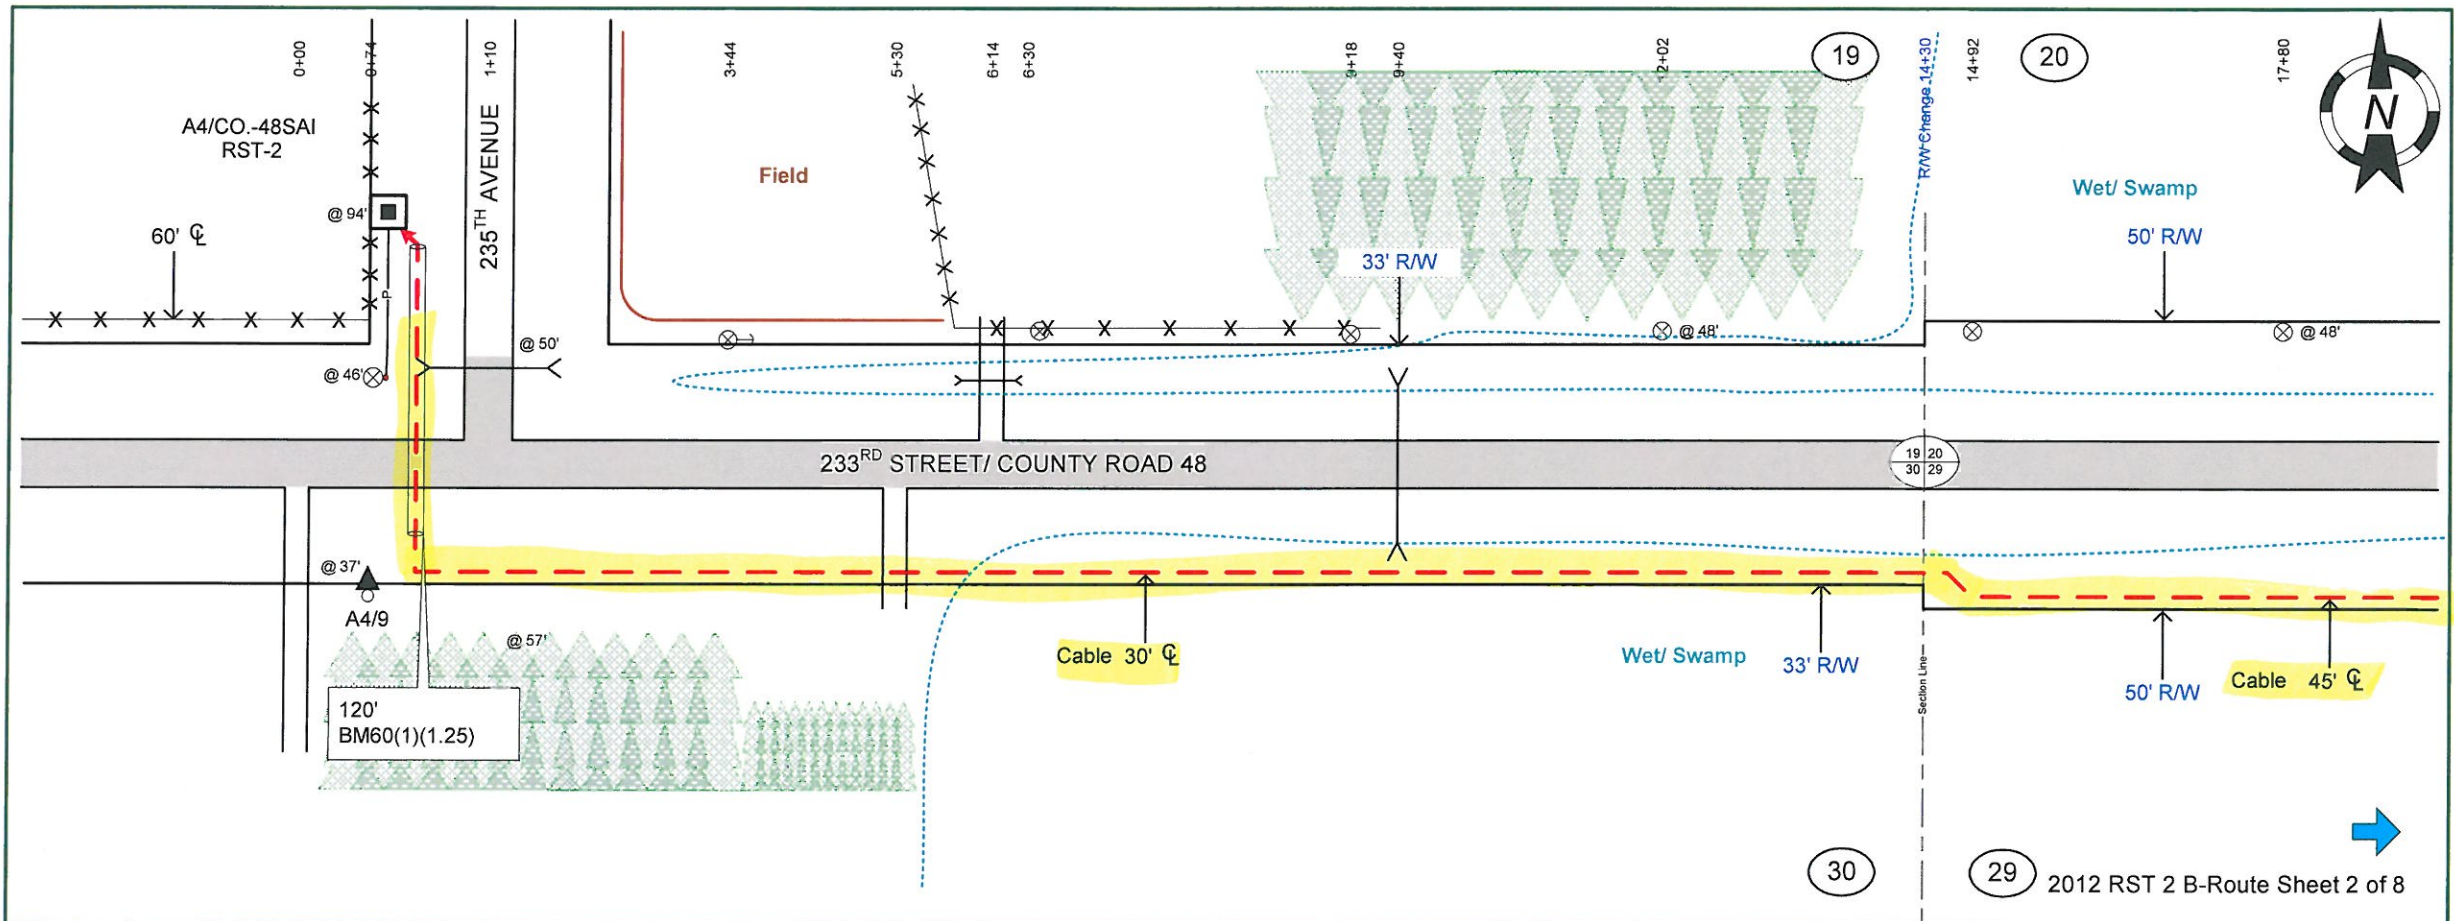 0+00
0+74
1+10
3+44
5+30
6+14
6+30
9+18
9+40
12+02
19
R/W Change 14+30
14+92
20
17+80
N
A4/CO.-48SAI
RST-2
235TH AVENUE
Field
Wet/ Swamp
@ 94'
60' ℄
50' R/W
33' R/W
P
@ 50'
@ 48'
@ 48'
@ 46'
233RD STREET/ COUNTY ROAD 48
19 20
30 29
@ 37'
A4/9
@ 57'
Cable 30' ℄
Wet/ Swamp
33' R/W
Section Line
50' R/W
Cable 45' ℄
120'
BM60(1)(1.25)
30
29
2012 RST 2 B-Route Sheet 2 of 8